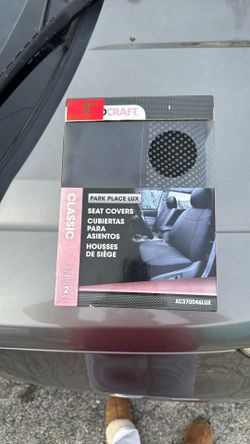 CRAFT
CLASSIC
PARK PLACE LUX
SEAT COVERS
CUBIERTAS
PARA
ASIENTOS
HOUSSES
DE SIÈGE
2
AC370046LUX